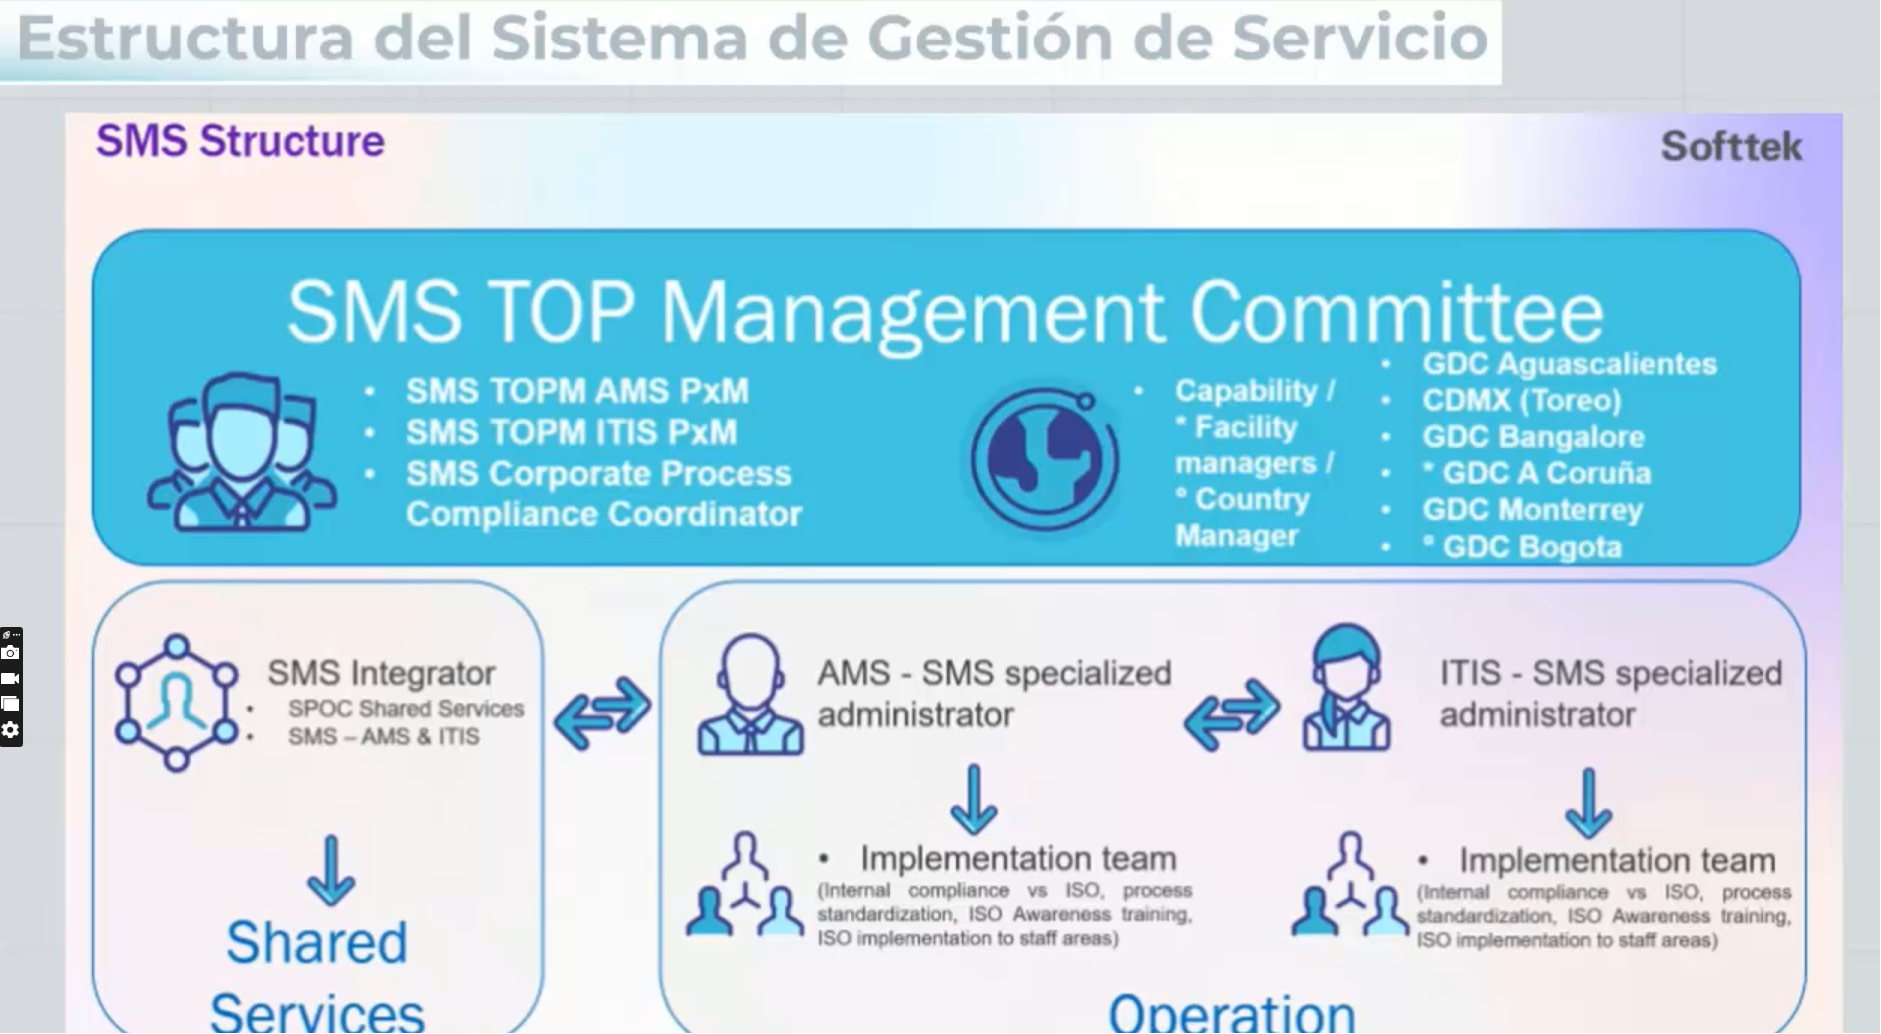 Estructura del Sistema de Gestión de Servicio
SMS Structure
Softtek
SMS TOP Management Committee
• SMS TOPM AMS PxM
• SMS TOPM ITIS PxM
• SMS Corporate Process
Compliance Coordinator
• Capability /
* Facility
managers /
° Country
Manager
• GDC Aguascalientes
• CDMX (Toreo)
• GDC Bangalore
• * GDC A Coruña
• GDC Monterrey
• ° GDC Bogota
SMS Integrator
• SPOC Shared Services
• SMS – AMS & ITIS
Shared
Services
AMS - SMS specialized
administrator
• Implementation team
(Internal compliance vs ISO, process
standardization, ISO Awareness training,
ISO implementation to staff areas)
ITIS - SMS specialized
administrator
• Implementation team
(Internal compliance vs ISO, process
standardization, ISO Awareness training,
ISO implementation to staff areas)
Operation